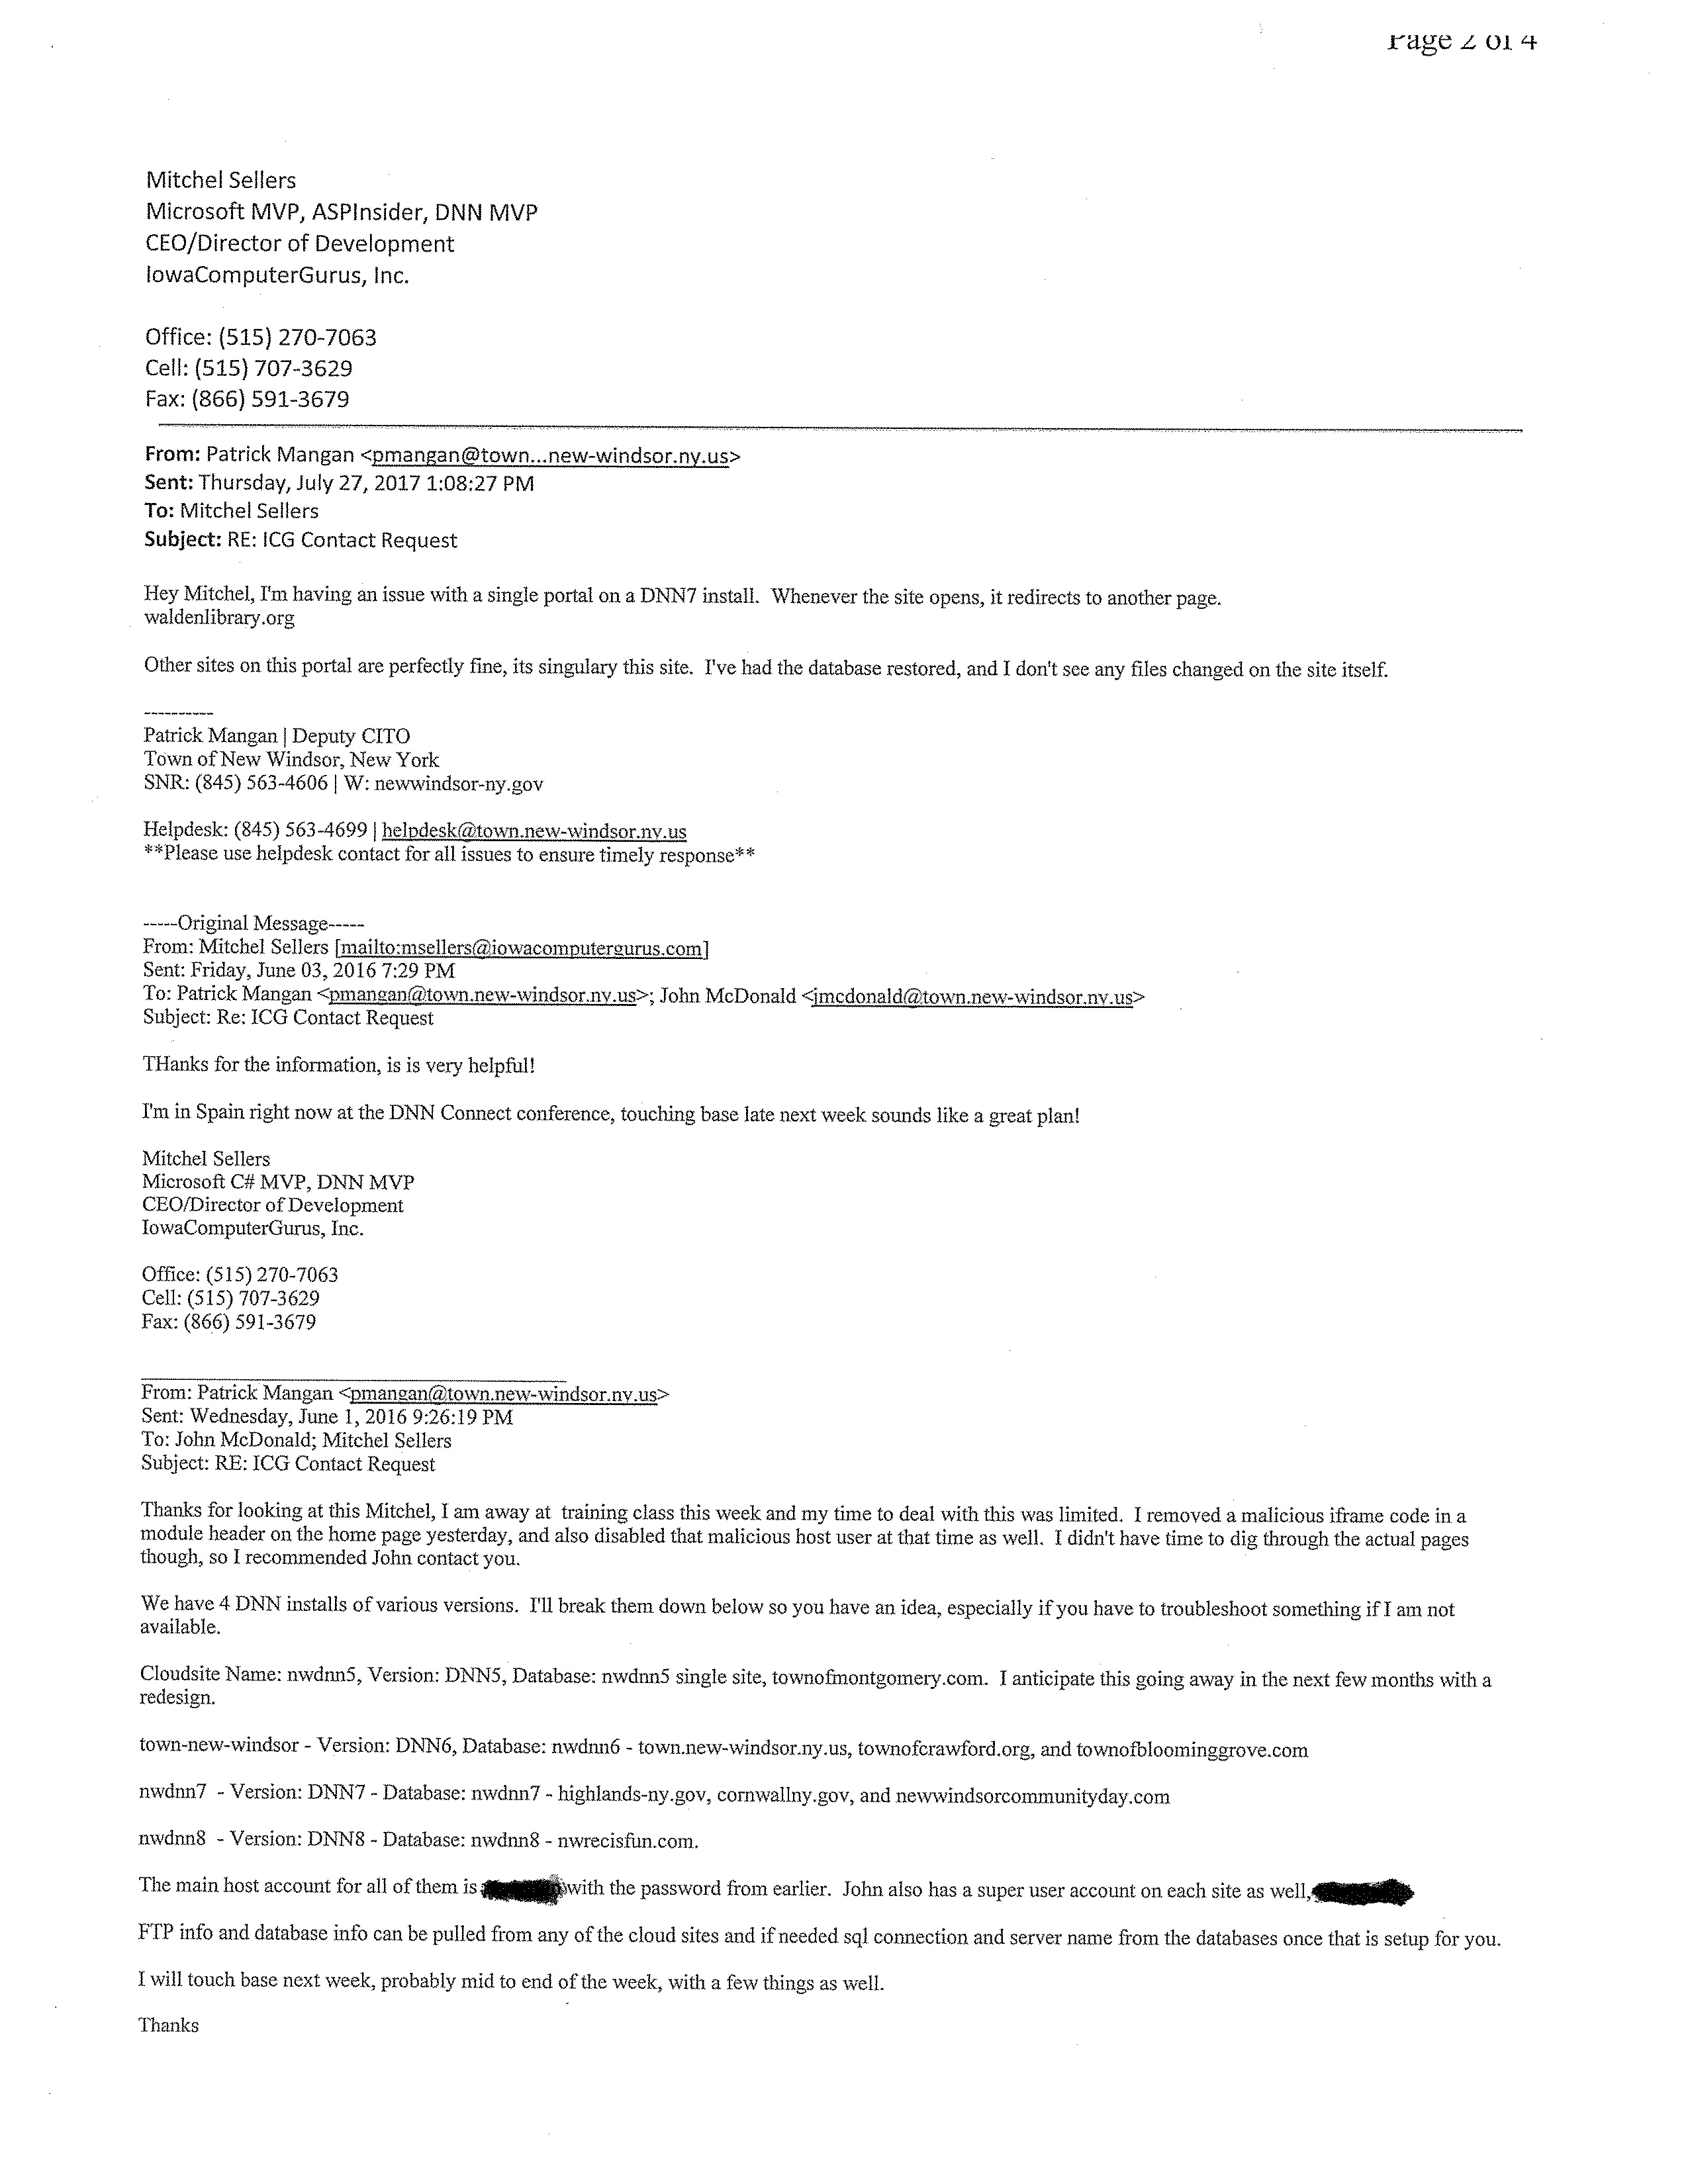 Page 2 of 4
Mitchel Sellers
Microsoft MVP, ASPInsider, DNN MVP
CEO/Director of Development
IowaComputerGurus, Inc.
Office: (515) 270-7063
Cell: (515) 707-3629
Fax: (866) 591-3679
From: Patrick Mangan <pmangan@town...new-windsor.ny.us>
Sent: Thursday, July 27, 2017 1:08:27 PM
To: Mitchel Sellers
Subject: RE: ICG Contact Request
Hey Mitchel, I'm having an issue with a single portal on a DNN7 install.  Whenever the site opens, it redirects to another page.
waldenlibrary.org
Other sites on this portal are perfectly fine, its singulary this site.  I've had the database restored, and I don't see any files changed on the site itself.
----------
Patrick Mangan | Deputy CITO
Town of New Windsor, New York
SNR: (845) 563-4606 | W: newwindsor-ny.gov
Helpdesk: (845) 563-4699 | helpdesk@town.new-windsor.ny.us
**Please use helpdesk contact for all issues to ensure timely response**
-----Original Message-----
From: Mitchel Sellers [mailto:msellers@iowacomputergurus.com]
Sent: Friday, June 03, 2016 7:29 PM
To: Patrick Mangan <pmangan@town.new-windsor.ny.us>; John McDonald <jmcdonald@town.new-windsor.ny.us>
Subject: Re: ICG Contact Request
THanks for the information, is is very helpful!
I'm in Spain right now at the DNN Connect conference, touching base late next week sounds like a great plan!
Mitchel Sellers
Microsoft C# MVP, DNN MVP
CEO/Director of Development
IowaComputerGurus, Inc.
Office: (515) 270-7063
Cell: (515) 707-3629
Fax: (866) 591-3679
From: Patrick Mangan <pmangan@town.new-windsor.ny.us>
Sent: Wednesday, June 1, 2016 9:26:19 PM
To: John McDonald; Mitchel Sellers
Subject: RE: ICG Contact Request
Thanks for looking at this Mitchel, I am away at  training class this week and my time to deal with this was limited.  I removed a malicious iframe code in a
module header on the home page yesterday, and also disabled that malicious host user at that time as well.  I didn't have time to dig through the actual pages
though, so I recommended John contact you.
We have 4 DNN installs of various versions.  I'll break them down below so you have an idea, especially if you have to troubleshoot something if I am not
available.
Cloudsite Name: nwdnn5, Version: DNN5, Database: nwdnn5 single site, townofmontgomery.com.  I anticipate this going away in the next few months with a
redesign.
town-new-windsor - Version: DNN6, Database: nwdnn6 - town.new-windsor.ny.us, townofcrawford.org, and townofbloominggrove.com
nwdnn7  - Version: DNN7 - Database: nwdnn7 - highlands-ny.gov, cornwallny.gov, and newwindsorcommunityday.com
nwdnn8  - Version: DNN8 - Database: nwdnn8 - nwrecisfun.com.
The main host account for all of them is with the password from earlier.  John also has a super user account on each site as well,
FTP info and database info can be pulled from any of the cloud sites and if needed sql connection and server name from the databases once that is setup for you.
I will touch base next week, probably mid to end of the week, with a few things as well.
Thanks